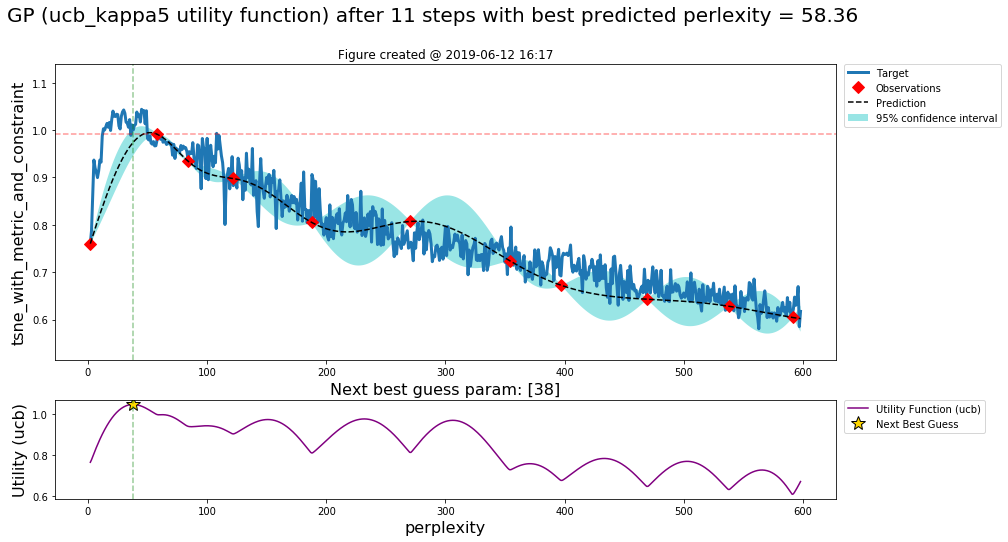 GP (ucb_kappa5 utility function) after 11 steps with best predicted perlexity = 58.36
Figure created @ 2019-06-12 16:17
tsne_with_metric_and_constraint
1.1
1.0
0.9
0.8
0.7
0.6
0 100 200 300 400 500 600
Target
Observations
Prediction
95% confidence interval
Next best guess param: [38]
Utility (ucb)
1.0
0.8
0.6
0 100 200 300 400 500 600
perplexity
Utility Function (ucb)
Next Best Guess